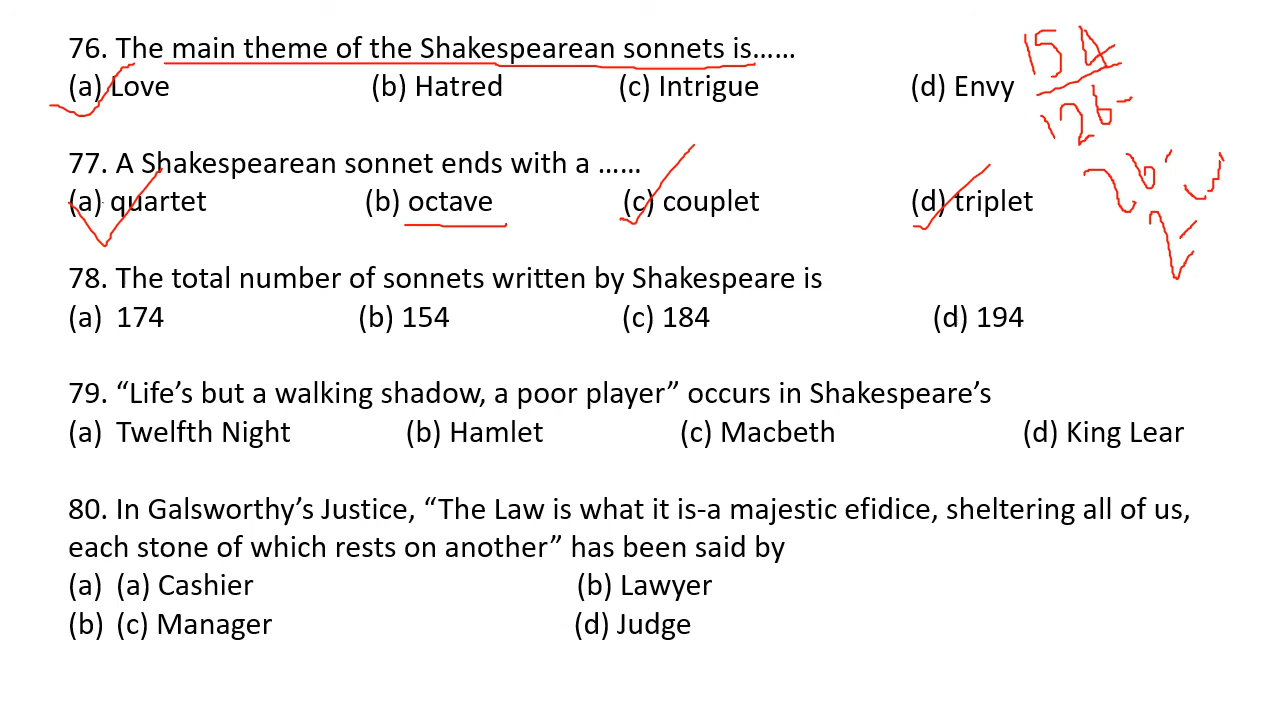 76. The main theme of the Shakespearean sonnets is……
(a) Love (b) Hatred (c) Intrigue (d) Envy
154
126
77. A Shakespearean sonnet ends with a ……
(a) quartet (b) octave (c) couplet (d) triplet
78. The total number of sonnets written by Shakespeare is
(a) 174 (b) 154 (c) 184 (d) 194
79. “Life’s but a walking shadow, a poor player” occurs in Shakespeare’s
(a) Twelfth Night (b) Hamlet (c) Macbeth (d) King Lear
80. In Galsworthy’s Justice, “The Law is what it is-a majestic efidice, sheltering all of us,
each stone of which rests on another” has been said by
(a) (a) Cashier (b) Lawyer
(b) (c) Manager (d) Judge